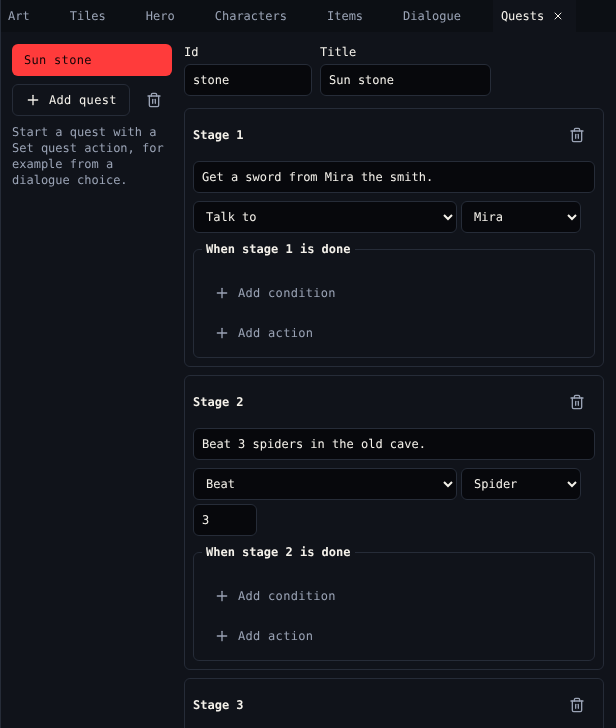 Art Tiles Hero Characters Items Dialogue Quests
Sun stone
Add quest
Start a quest with a
Set quest action, for
example from a
dialogue choice.
Id Title
stone Sun stone
Stage 1
Get a sword from Mira the smith.
Talk to Mira
When stage 1 is done
Add condition
Add action
Stage 2
Beat 3 spiders in the old cave.
Beat Spider
3
When stage 2 is done
Add condition
Add action
Stage 3